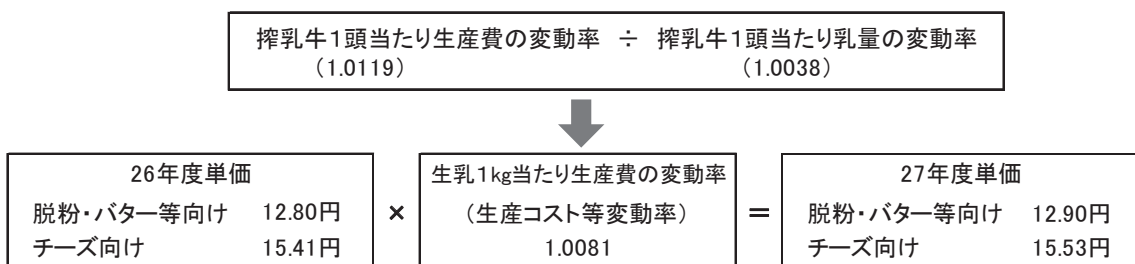 搾乳牛1頭当たり生産費の変動率 ÷ 搾乳牛1頭当たり乳量の変動率
(1.0119) (1.0038)
26年度単価
脱粉・バター等向け 12.80円
チーズ向け 15.41円
×
生乳1kg当たり生産費の変動率
(生産コスト等変動率)
1.0081
=
27年度単価
脱粉・バター等向け 12.90円
チーズ向け 15.53円